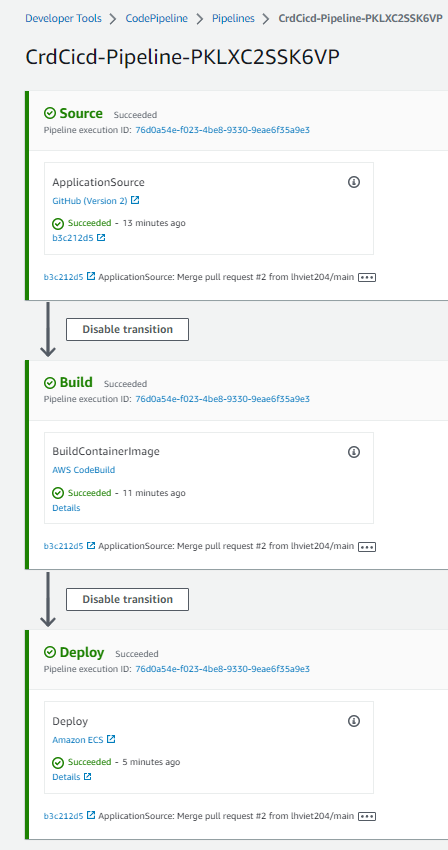 Developer Tools > CodePipeline > Pipelines > CrdCicd-Pipeline-PKLXC2SSK6VP
CrdCicd-Pipeline-PKLXC2SSK6VP
Source Succeeded
Pipeline execution ID: 76d0a54e-f023-4be8-9330-9eae6f35a9e3
ApplicationSource
GitHub (Version 2)
Succeeded - 13 minutes ago
b3c212d5
b3c212d5 ApplicationSource: Merge pull request #2 from lhviet204/main
Disable transition
Build Succeeded
Pipeline execution ID: 76d0a54e-f023-4be8-9330-9eae6f35a9e3
BuildContainerImage
AWS CodeBuild
Succeeded - 11 minutes ago
Details
b3c212d5 ApplicationSource: Merge pull request #2 from lhviet204/main
Disable transition
Deploy Succeeded
Pipeline execution ID: 76d0a54e-f023-4be8-9330-9eae6f35a9e3
Deploy
Amazon ECS
Succeeded - 5 minutes ago
Details
b3c212d5 ApplicationSource: Merge pull request #2 from lhviet204/main